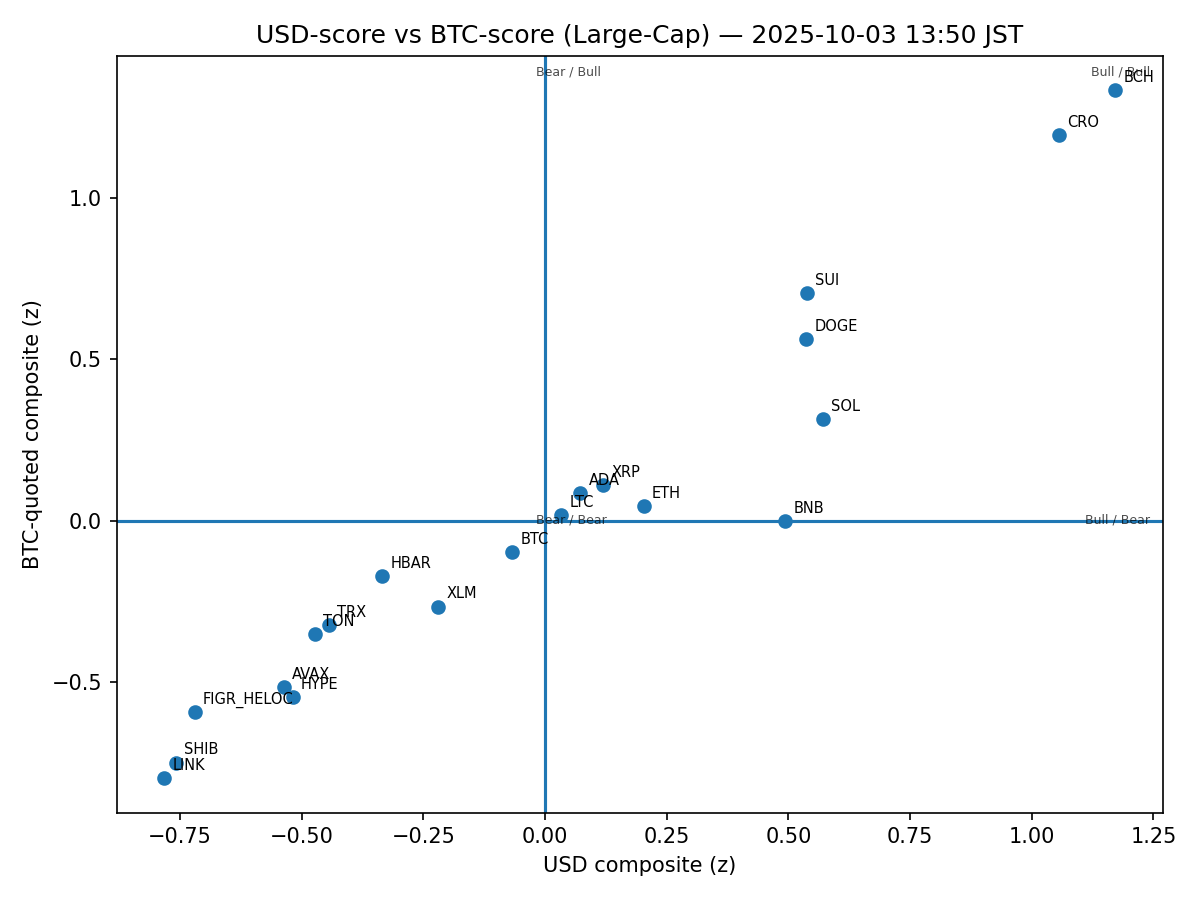 USD-score vs BTC-score (Large-Cap) — 2025-10-03 13:50 JST
Bear / Bull
Bull / Bull
BCH
CRO
SUI
DOGE
SOL
XRP
ADA
ETH
LTC
BNB
Bear / Bear
Bull / Bear
BTC
HBAR
XLM
TRX
TON
AVAX
HYPE
FIGR_HELOC
SHIB
LINK
1.0
0.5
0.0
−0.5
BTC-quoted composite (z)
−0.75
−0.50
−0.25
0.00
0.25
0.50
0.75
1.00
1.25
USD composite (z)